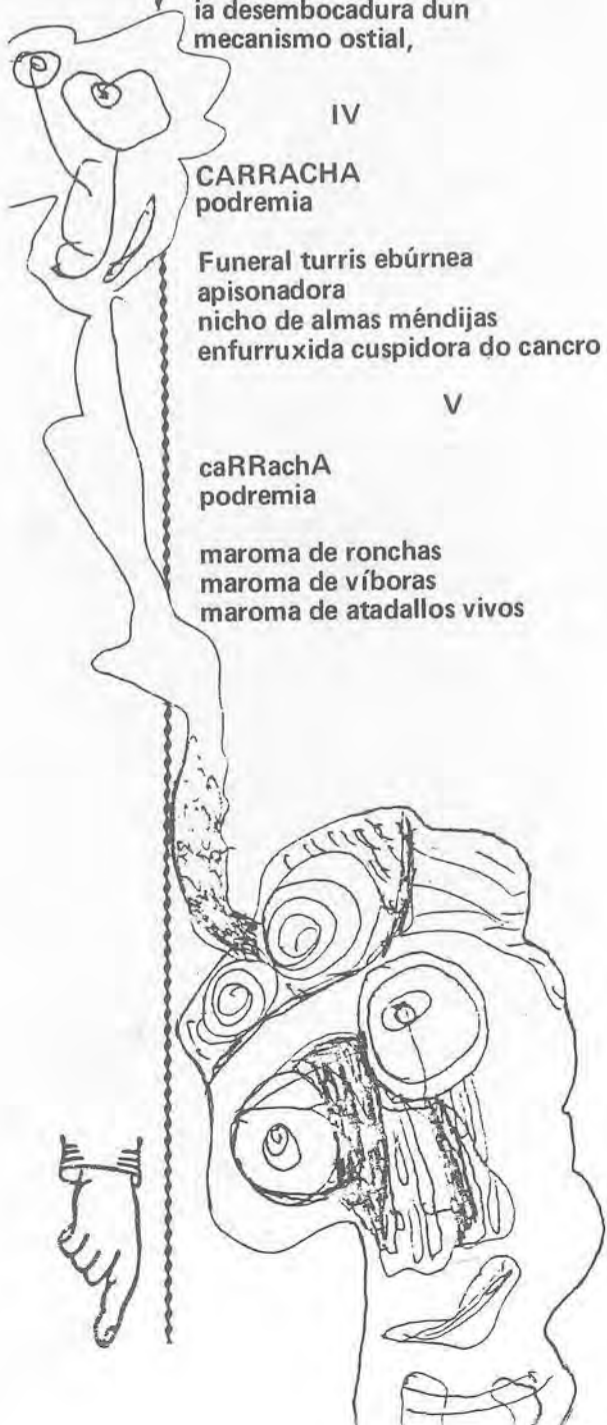 ia desembocadura dun
mecanismo ostial,
IV
CARRACHA
podremia
Funeral turris ebúrnea
apisonadora
nicho de almas méndijas
enfurruxida cuspidora do cancro
V
caRRachA
podremia
maroma de ronchas
maroma de víboras
maroma de atadallos vivos